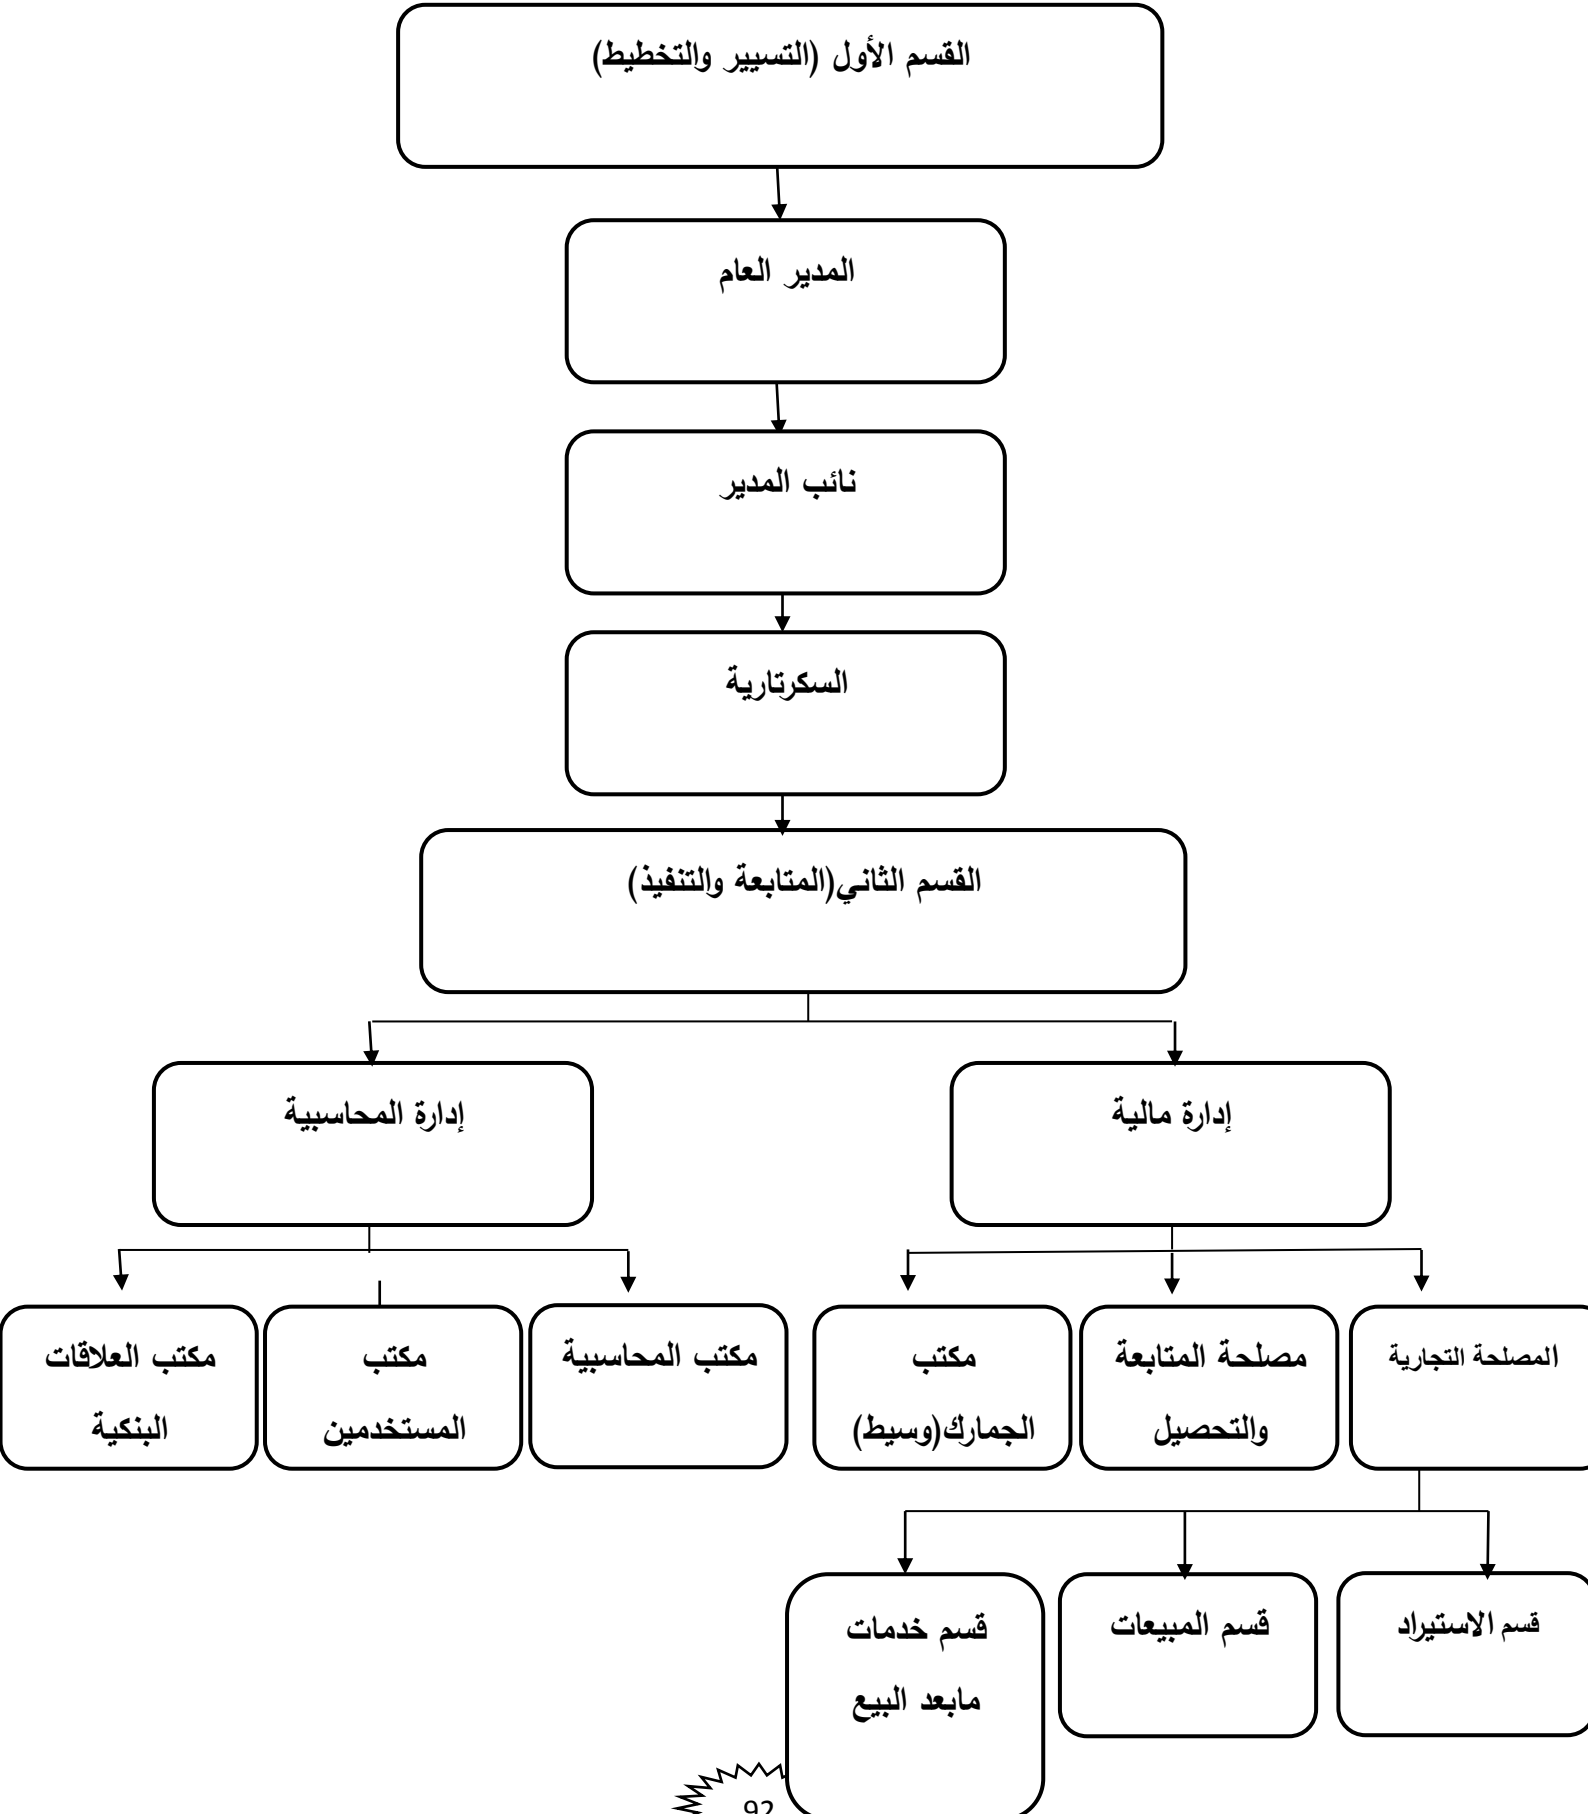 القسم الأول (التسيير والتخطيط)
المدير العام
نائب المدير
السكرتارية
القسم الثاني(المتابعة والتنفيذ)
إدارة مالية
إدارة المحاسبية
المصلحة التجارية
مصلحة المتابعة
والتحصيل
مكتب
الجمارك(وسيط)
مكتب المحاسبية
مكتب
المستخدمين
مكتب العلاقات
البنكية
قسم الاستيراد
قسم المبيعات
قسم خدمات
مابعد البيع
92